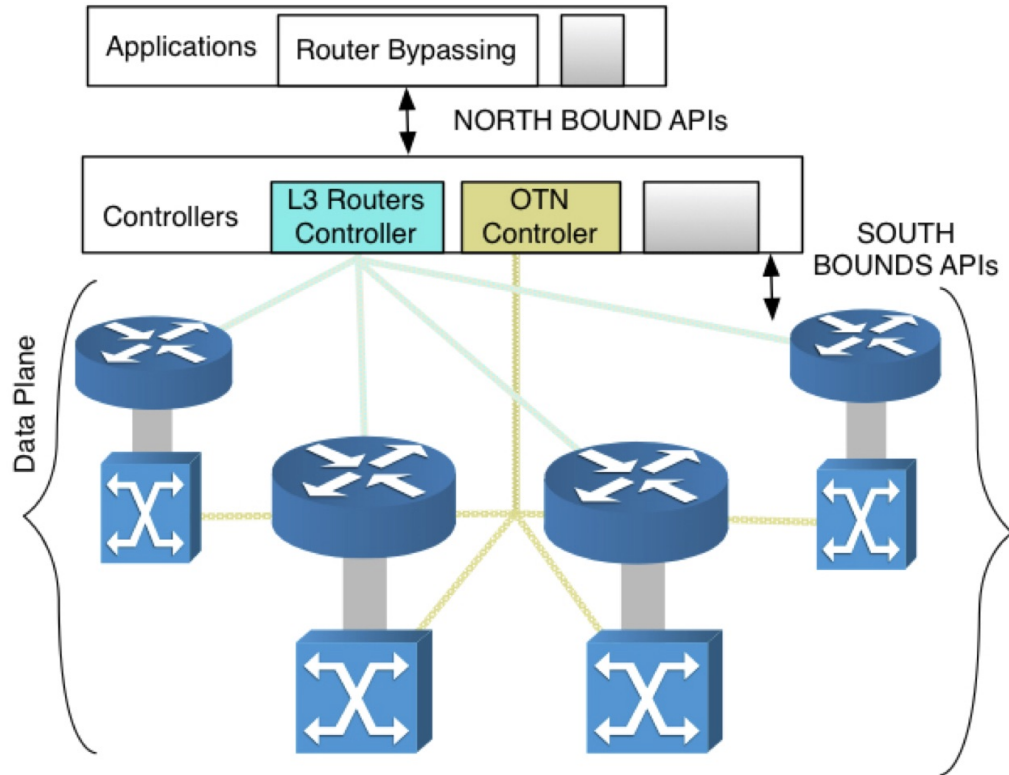 Applications
Router Bypassing
NORTH BOUND APIs
Controllers
L3 Routers
Controller
OTN
Controler
SOUTH
BOUNDS APIs
Data Plane